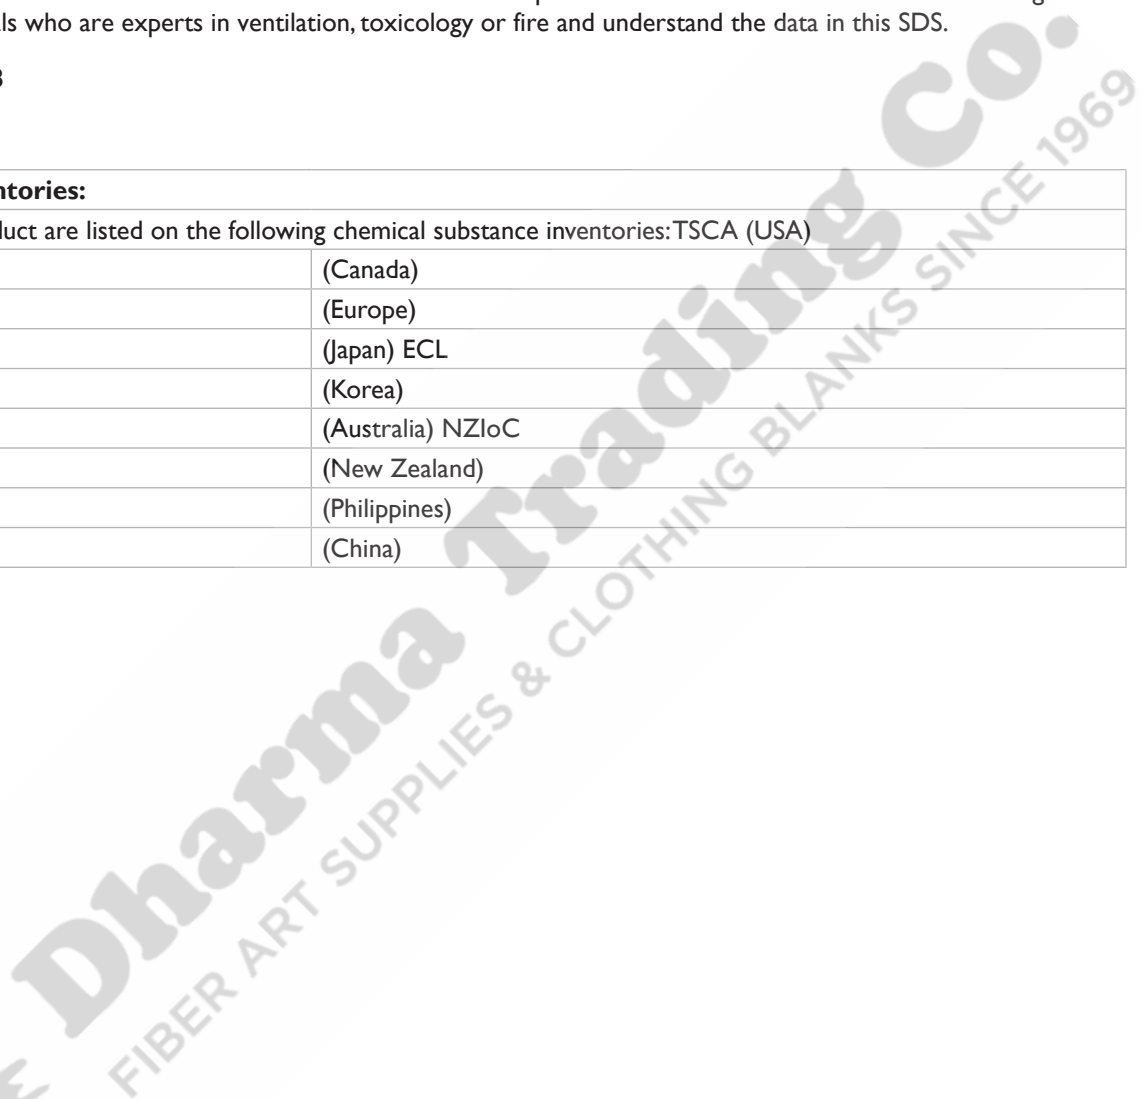 ls who are experts in ventilation, toxicology or fire and understand the data in this SDS.
ntories:
duct are listed on the following chemical substance inventories: TSCA (USA)
(Canada)
(Europe)
(Japan) ECL
(Korea)
(Australia) NZIoC
(New Zealand)
(Philippines)
(China)
Dharma Trading Co.
FIBER ART SUPPLIES & CLOTHING BLANKS SINCE 1969